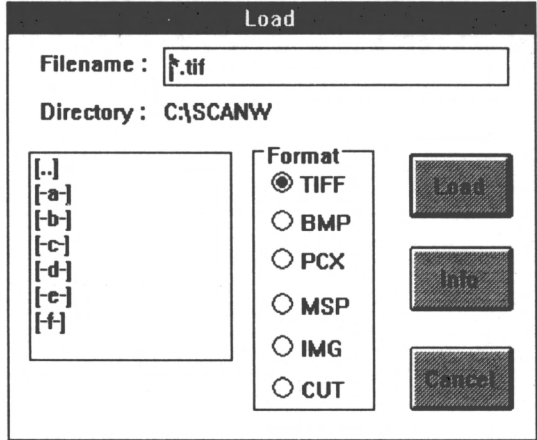 Load
Filename : *.tif
Directory : C:\SCANW
[..]
[-a-]
[-b-]
[-c-]
[-d-]
[-e-]
[-f-]
Format
TIFF
BMP
PCX
MSP
IMG
CUT
Load
Info
Cancel